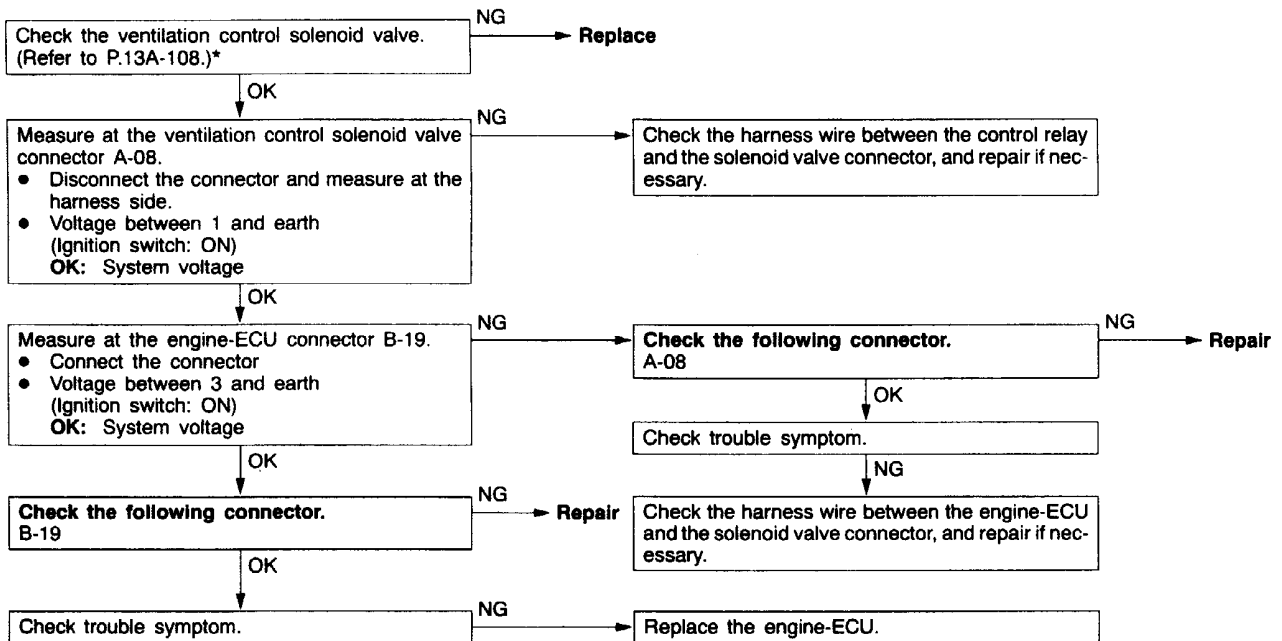 Check the ventilation control solenoid valve.
(Refer to P.13A-108.)*
NG
Replace
OK
Measure at the ventilation control solenoid valve
connector A-08.
● Disconnect the connector and measure at the
harness side.
● Voltage between 1 and earth
(Ignition switch: ON)
OK: System voltage
NG
Check the harness wire between the control relay
and the solenoid valve connector, and repair if nec-
essary.
OK
Measure at the engine-ECU connector B-19.
● Connect the connector
● Voltage between 3 and earth
(Ignition switch: ON)
OK: System voltage
NG
Check the following connector.
A-08
NG
Repair
OK
Check trouble symptom.
NG
Check the harness wire between the engine-ECU
and the solenoid valve connector, and repair if nec-
essary.
OK
Check the following connector.
B-19
NG
Repair
OK
Check trouble symptom.
NG
Replace the engine-ECU.